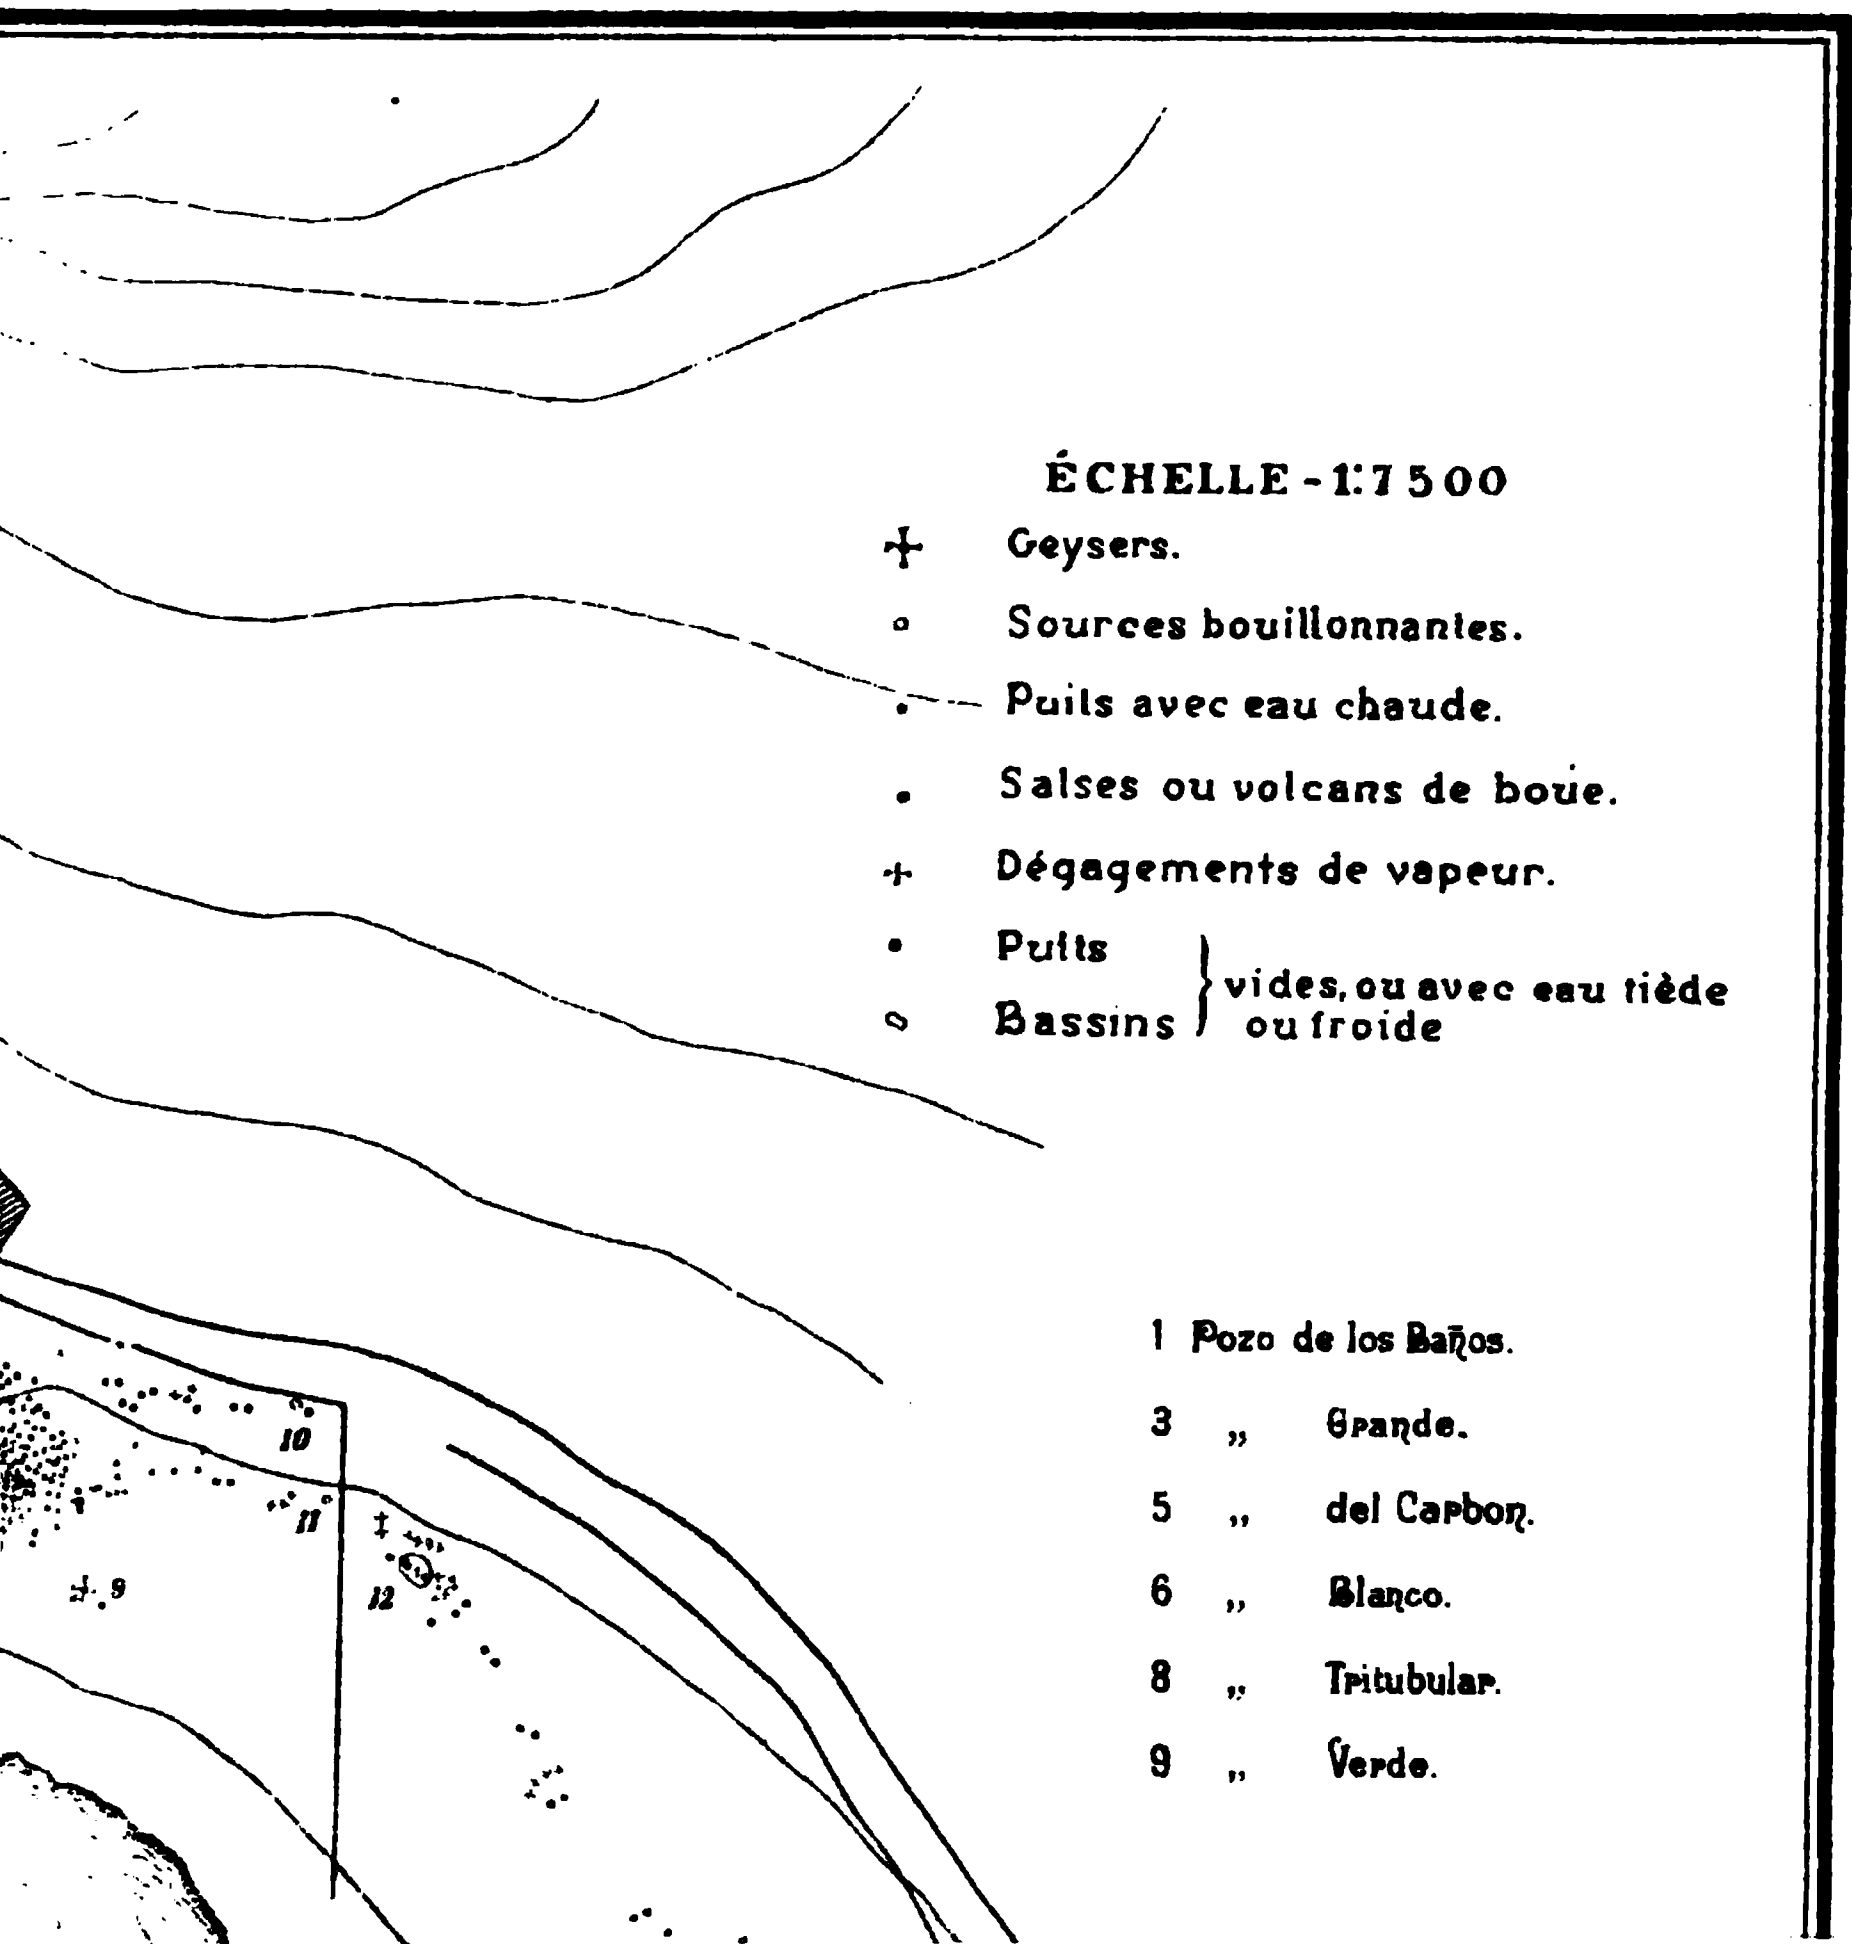 ÉCHELLE - 1:7500
Geysers.
Sources bouillonnantes.
Puits avec eau chaude.
Salses ou volcans de boue.
Dégagements de vapeur.
Puits
Bassins
vides, ou avec eau tiède
ou froide
1 Pozo de los Baños.
3 „ Grande.
5 „ del Carbon.
6 „ Blanco.
8 „ Tritubular.
9 „ Verde.
10
11
9
12